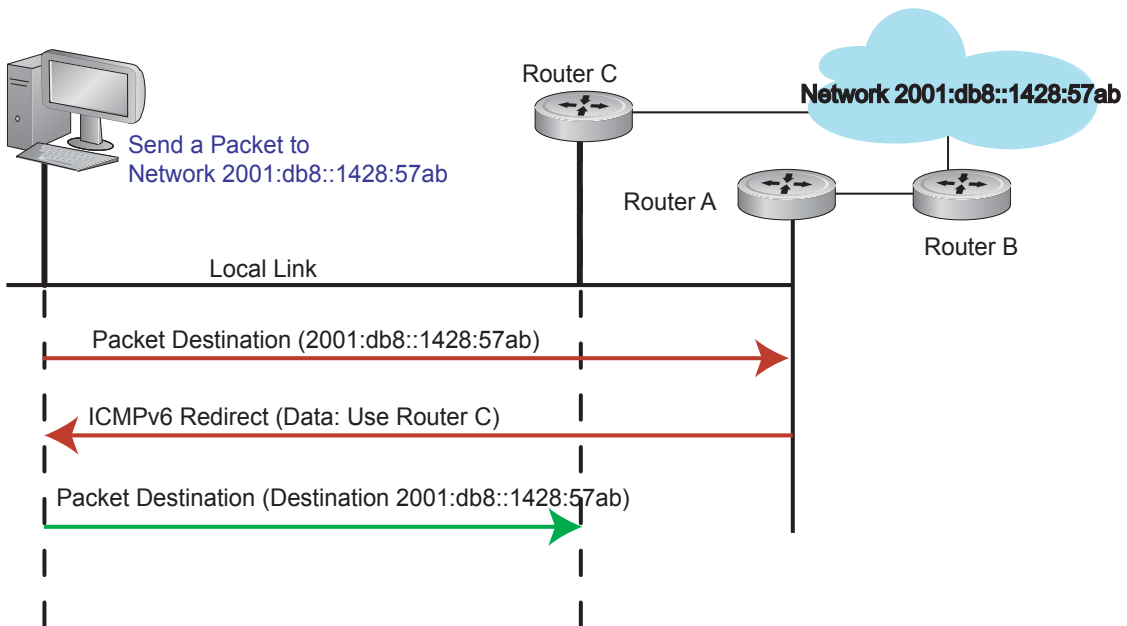 Router C
Network 2001:db8::1428:57ab
Send a Packet to
Network 2001:db8::1428:57ab
Router A
Router B
Local Link
Packet Destination (2001:db8::1428:57ab)
ICMPv6 Redirect (Data: Use Router C)
Packet Destination (Destination 2001:db8::1428:57ab)